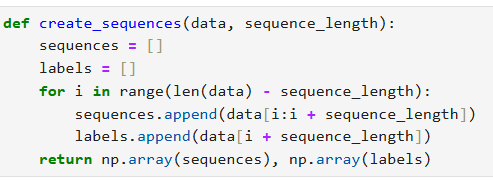 def create_sequences(data, sequence_length):
    sequences = []
    labels = []
    for i in range(len(data) - sequence_length):
        sequences.append(data[i:i + sequence_length])
        labels.append(data[i + sequence_length])
    return np.array(sequences), np.array(labels)